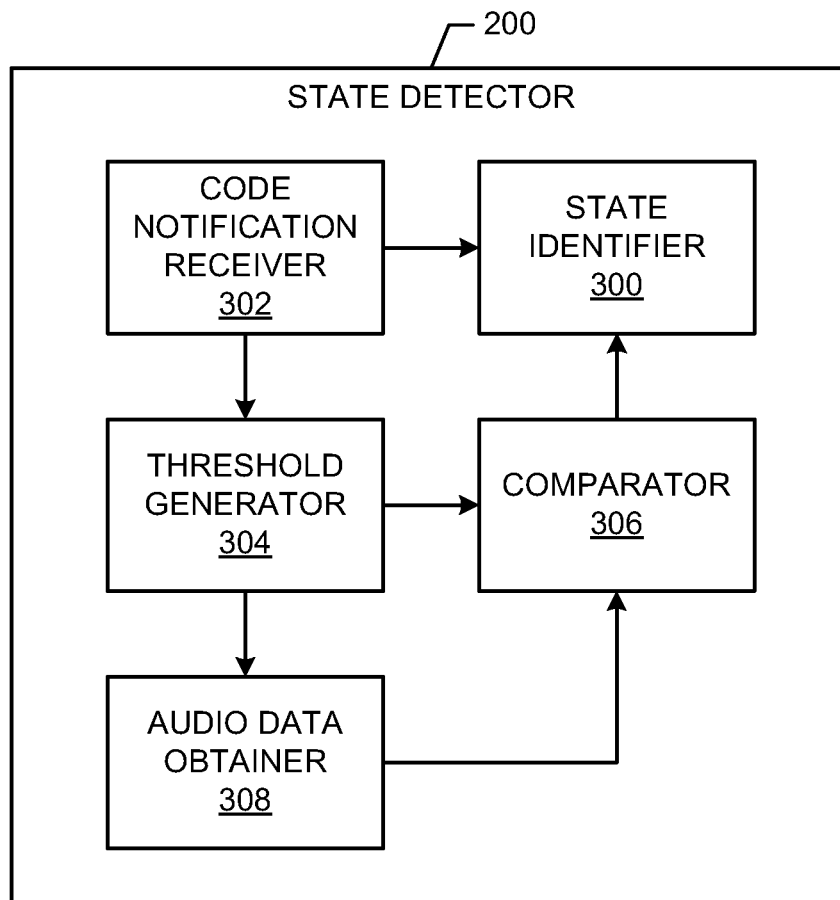 200
STATE DETECTOR
CODE
NOTIFICATION
RECEIVER
302
STATE
IDENTIFIER
300
THRESHOLD
GENERATOR
304
COMPARATOR
306
AUDIO DATA
OBTAINER
308